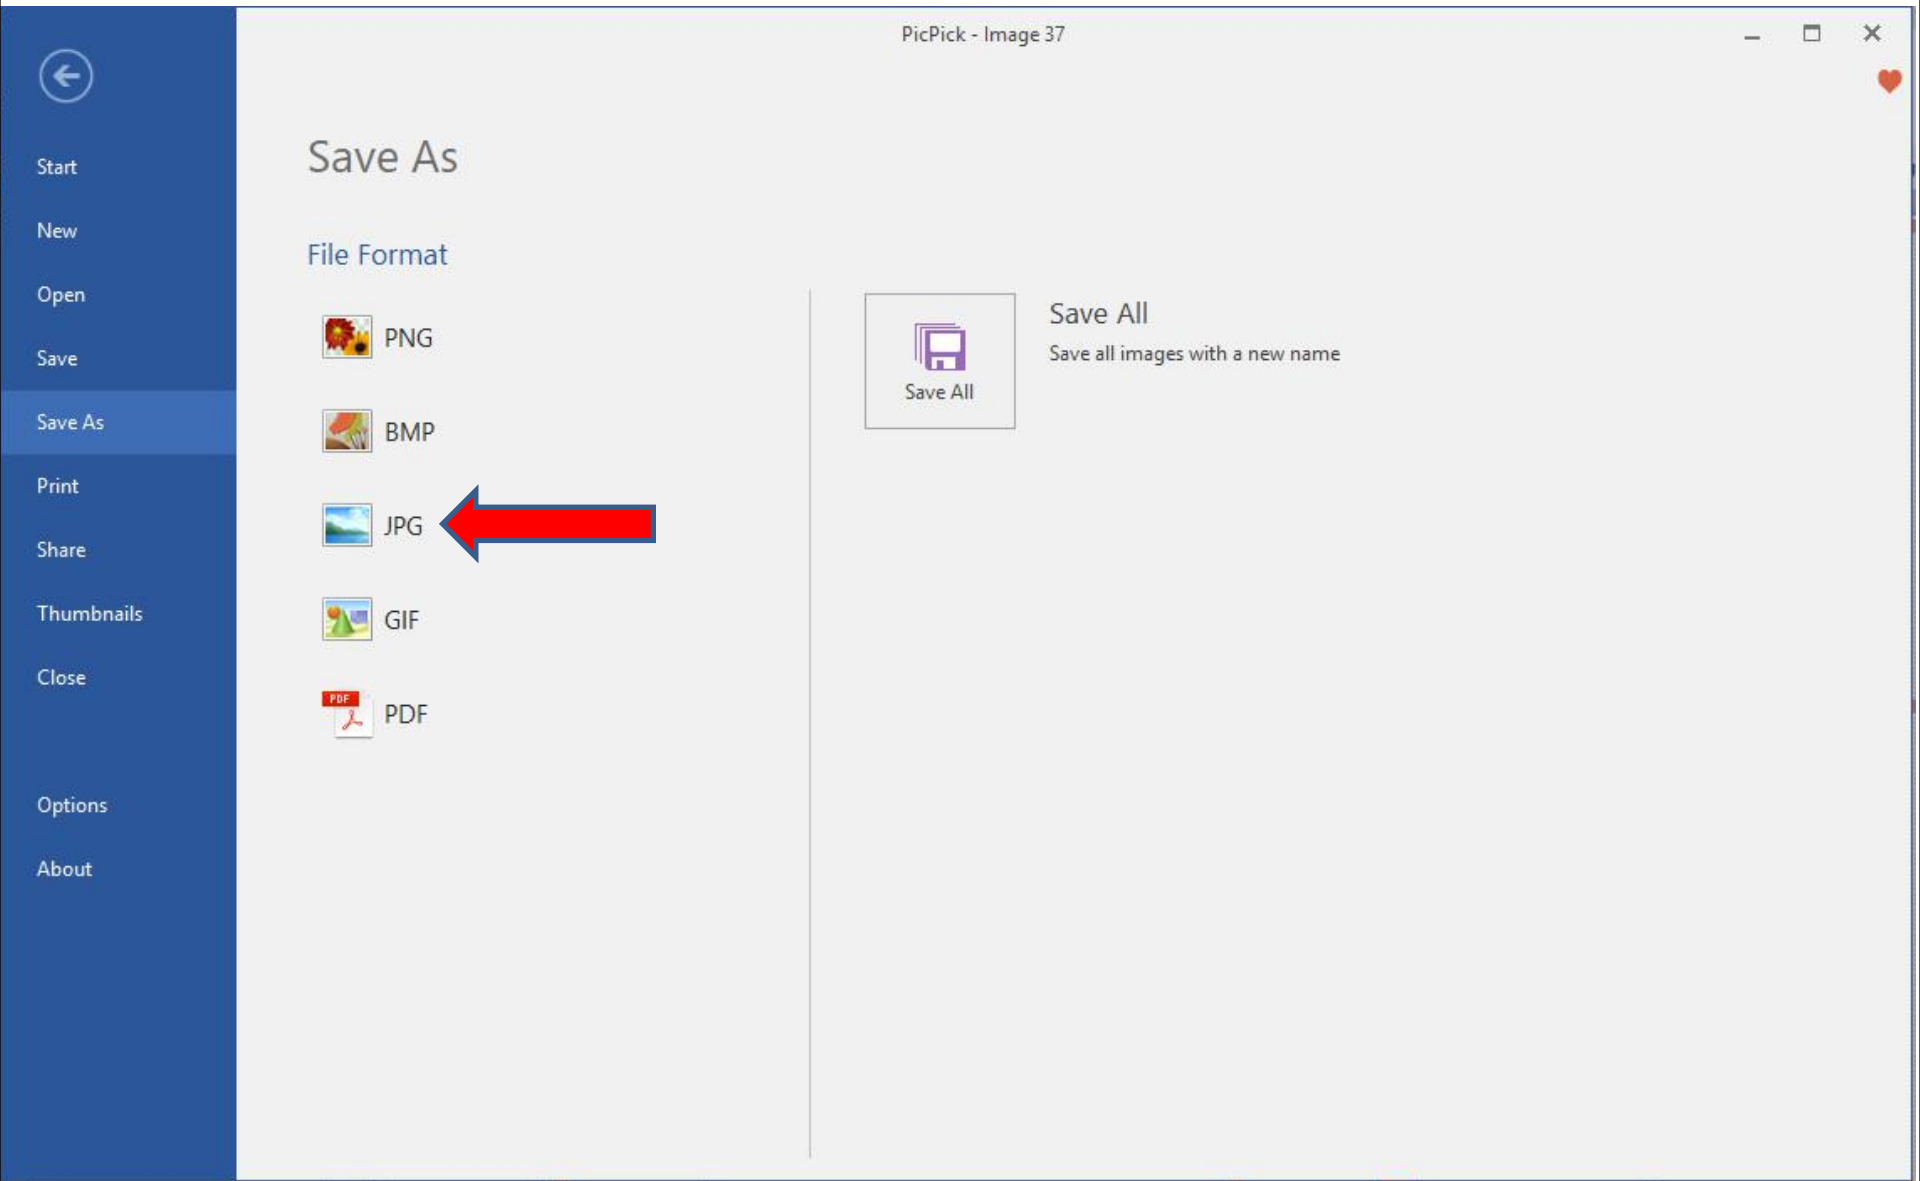 PicPick - Image 37
Start
New
Open
Save
Save As
Print
Share
Thumbnails
Close
Options
About
Save As
File Format
PNG
BMP
JPG
GIF
PDF
PDF
Save All
Save All
Save all images with a new name